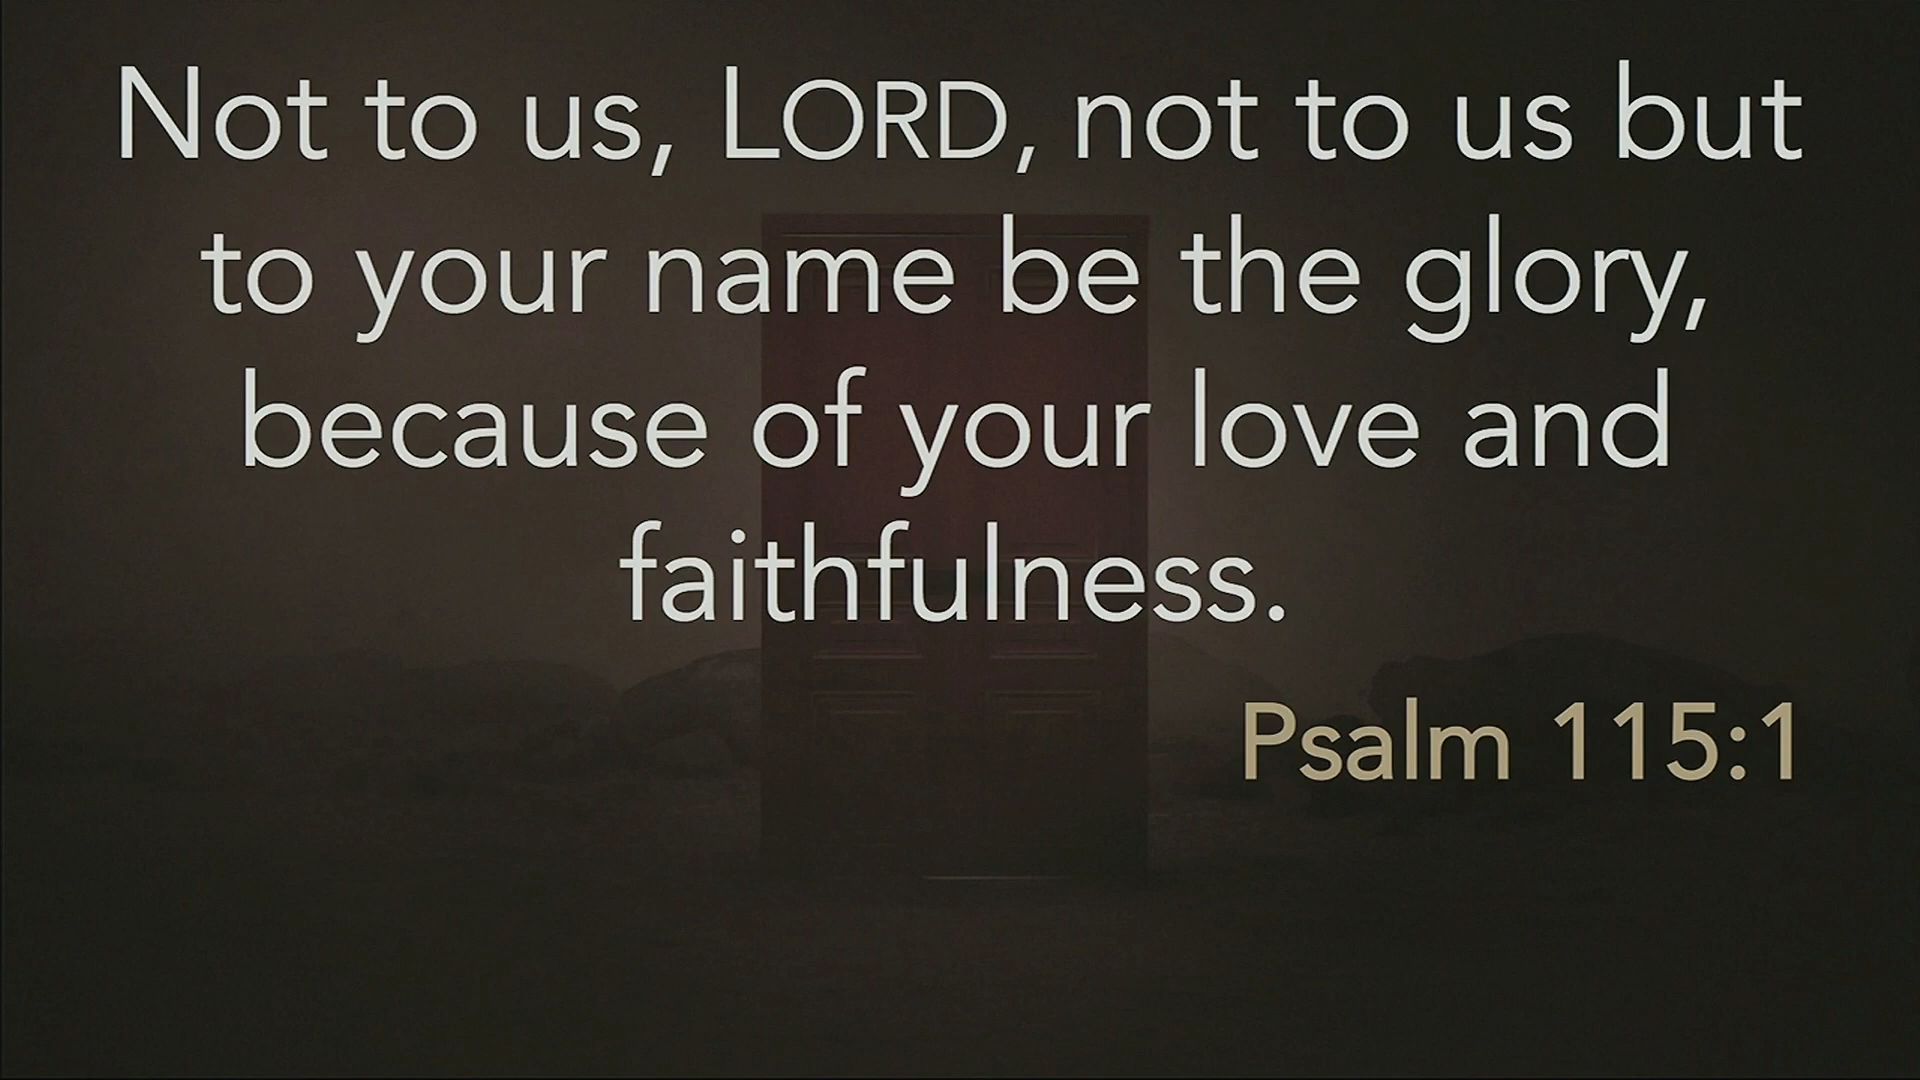 Not to us, LORD, not to us but
to your name be the glory,
because of your love and
faithfulness.
Psalm 115:1